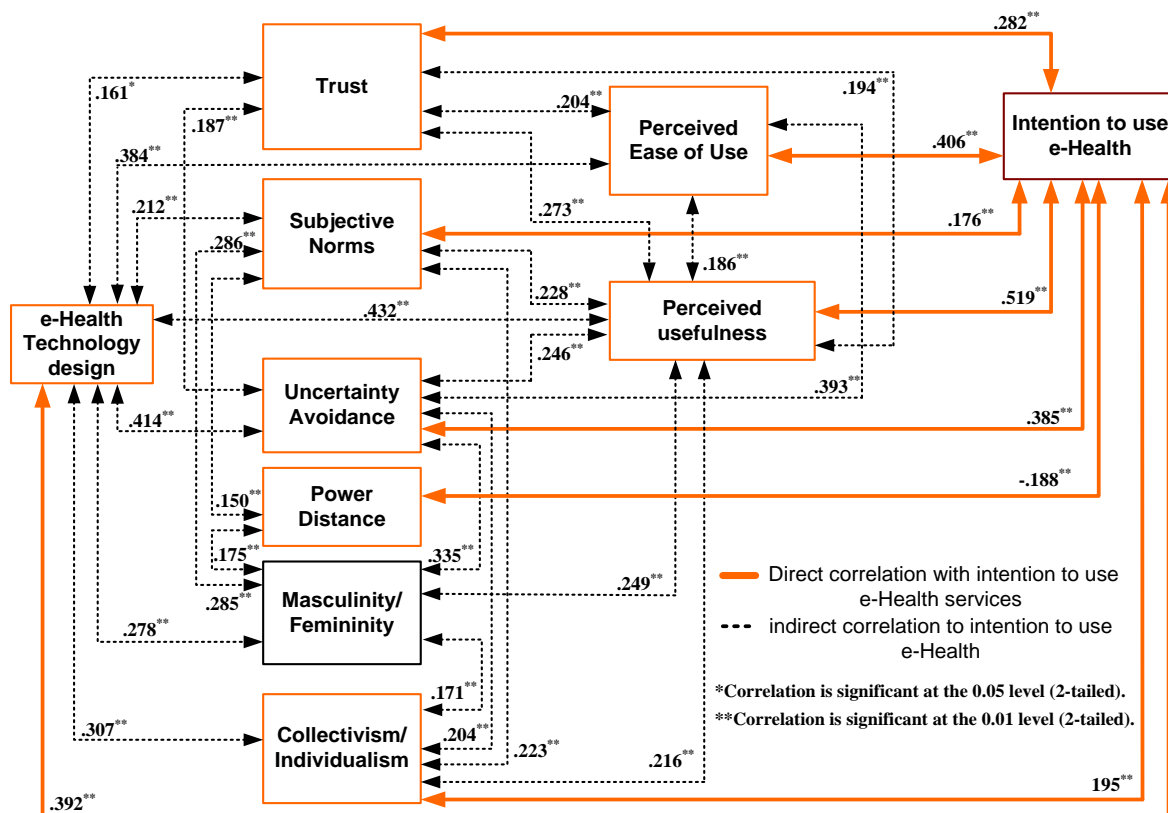 .282**
Trust
.161*
.194**
.204**
.187**
Perceived
Ease of Use
Intention to use
e-Health
.406**
.384**
.212**
Subjective
Norms
.273**
.176**
.286**
.186**
.228**
.519**
.432**
Perceived
usefulness
e-Health
Technology
design
.246**
.393**
Uncertainty
Avoidance
.414**
.385**
Power
Distance
.150**
-.188**
.175**
.335**
Masculinity/
Femininity
.285**
.249**
.278**
Direct correlation with intention to use
e-Health services
indirect correlation to intention to use
e-Health
*Correlation is significant at the 0.05 level (2-tailed).
**Correlation is significant at the 0.01 level (2-tailed).
.171**
.307**
Collectivism/
Individualism
.204**
.223**
.216**
195**
.392**